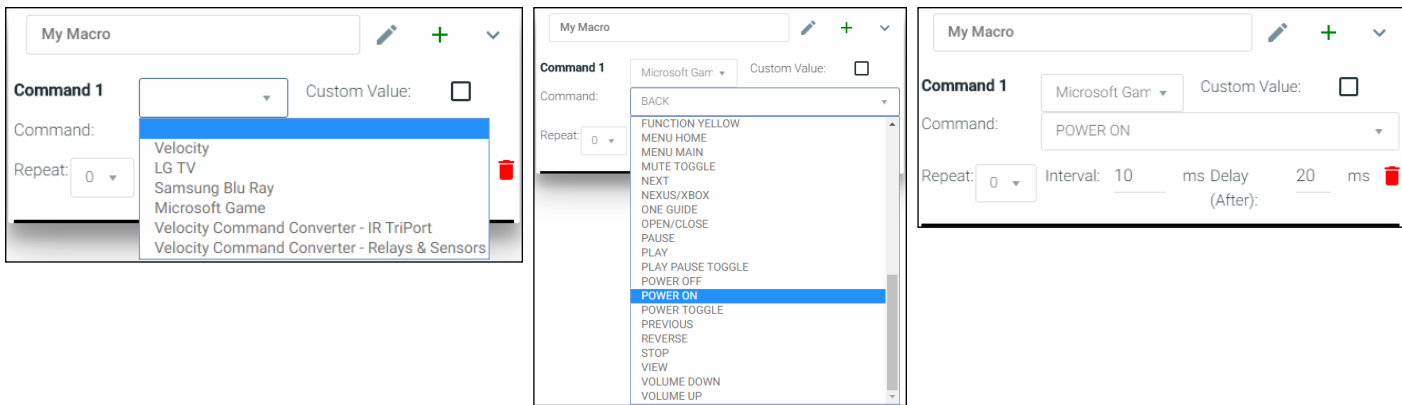 My Macro
Command 1
Custom Value:
Command:
Repeat: 0
Velocity
LG TV
Samsung Blu Ray
Microsoft Game
Velocity Command Converter - IR TriPort
Velocity Command Converter - Relays & Sensors
My Macro
Command 1
Microsoft Gam
Custom Value:
Command:
BACK
Repeat: 0
FUNCTION YELLOW
MENU HOME
MENU MAIN
MUTE TOGGLE
NEXT
NEXUS/XBOX
ONE GUIDE
OPEN/CLOSE
PAUSE
PLAY
PLAY PAUSE TOGGLE
POWER OFF
POWER ON
POWER TOGGLE
PREVIOUS
REVERSE
STOP
VIEW
VOLUME DOWN
VOLUME UP
My Macro
Command 1
Microsoft Gam
Custom Value:
Command:
POWER ON
Repeat: 0 Interval: 10 ms Delay 20 ms
(After):